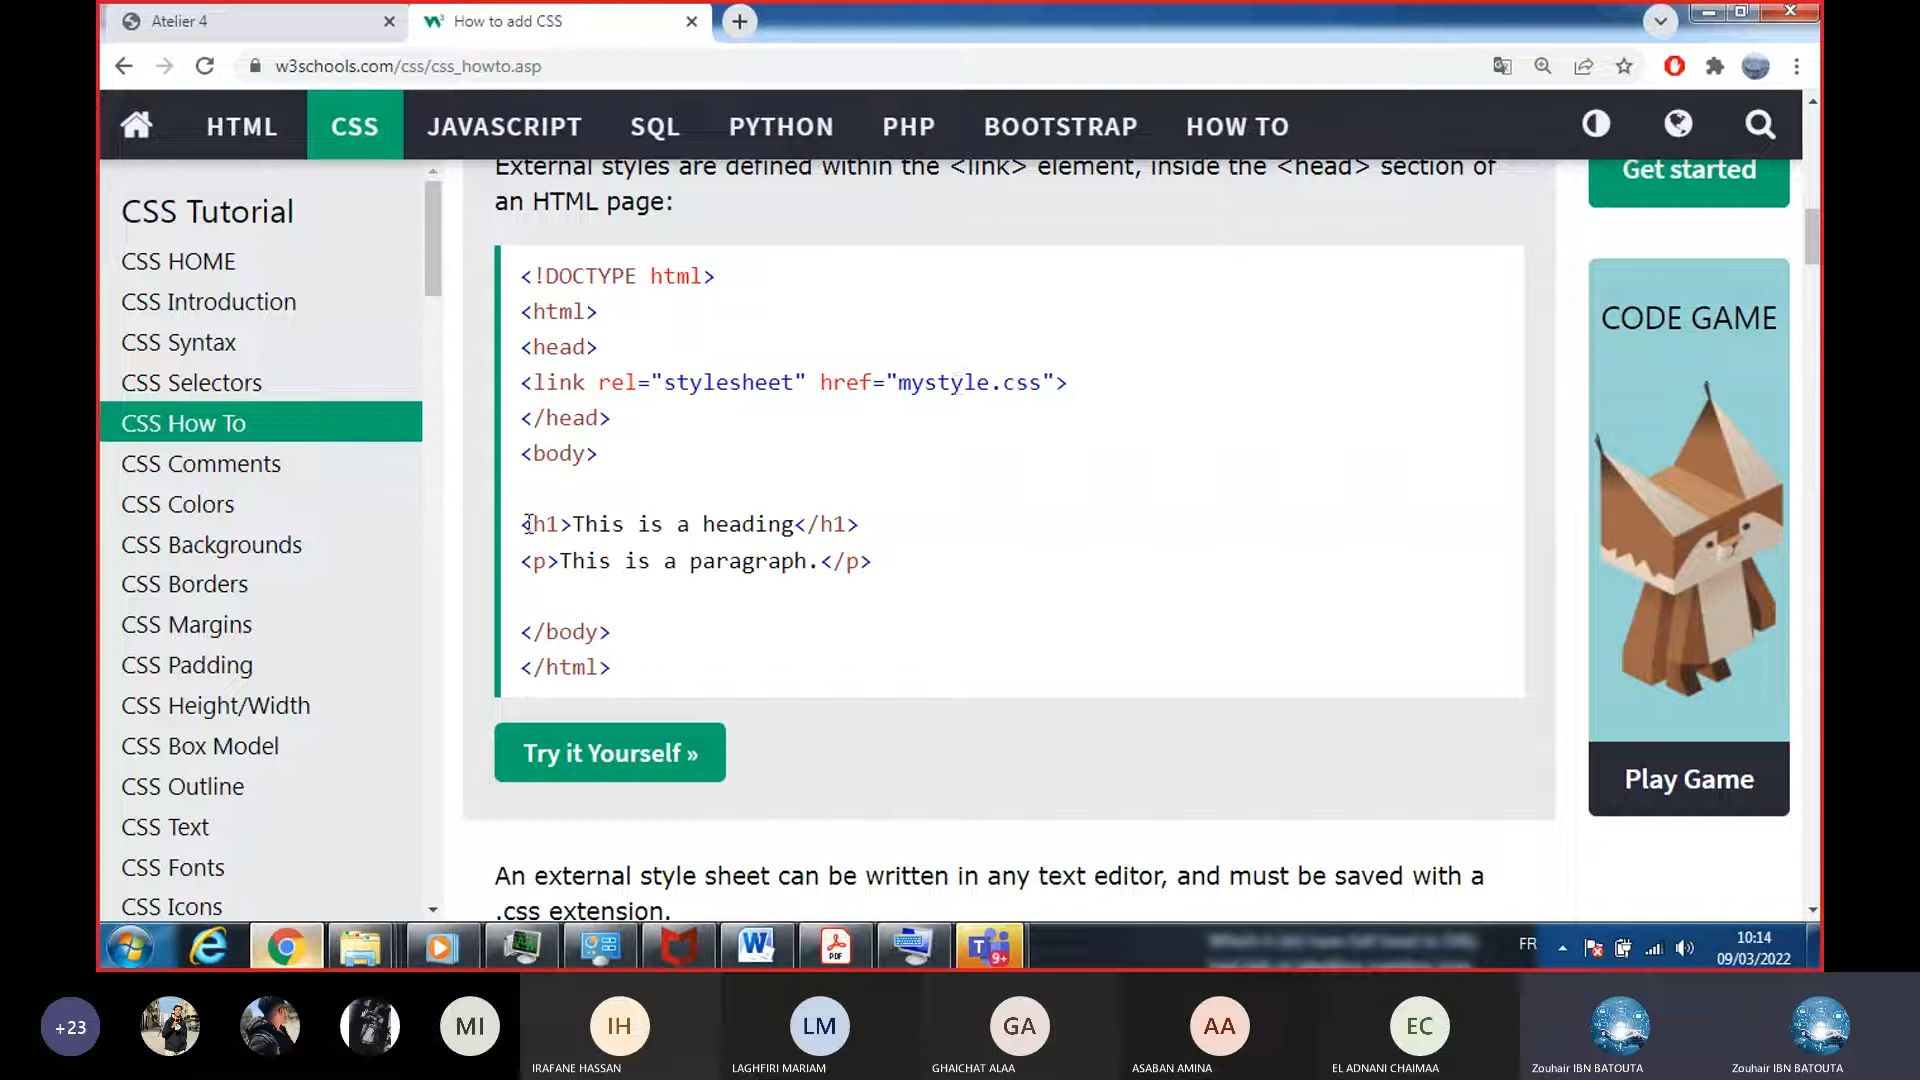 Atelier 4
How to add CSS
w3schools.com/css/css_howto.asp
HTML
CSS
JAVASCRIPT
SQL
PYTHON
PHP
BOOTSTRAP
HOW TO
CSS Tutorial
CSS HOME
CSS Introduction
CSS Syntax
CSS Selectors
CSS How To
CSS Comments
CSS Colors
CSS Backgrounds
CSS Borders
CSS Margins
CSS Padding
CSS Height/Width
CSS Box Model
CSS Outline
CSS Text
CSS Fonts
CSS Icons
External styles are defined within the <link> element, inside the <head> section of
an HTML page:
<!DOCTYPE html>
<html>
<head>
<link rel="stylesheet" href="mystyle.css">
</head>
<body>
<h1>This is a heading</h1>
<p>This is a paragraph.</p>
</body>
</html>
Try it Yourself »
An external style sheet can be written in any text editor, and must be saved with a
.css extension.
Get started
CODE GAME
Play Game
W
PDF
9+
FR
10:14
09/03/2022
+23
MI
IH
IRAFANE HASSAN
LM
LAGHFIRI MARIAM
GA
GHAICHAT ALAA
AA
ASABAN AMINA
EC
EL ADNANI CHAIMAA
Zouhair IBN BATOUTA
Zouhair IBN BATOUTA